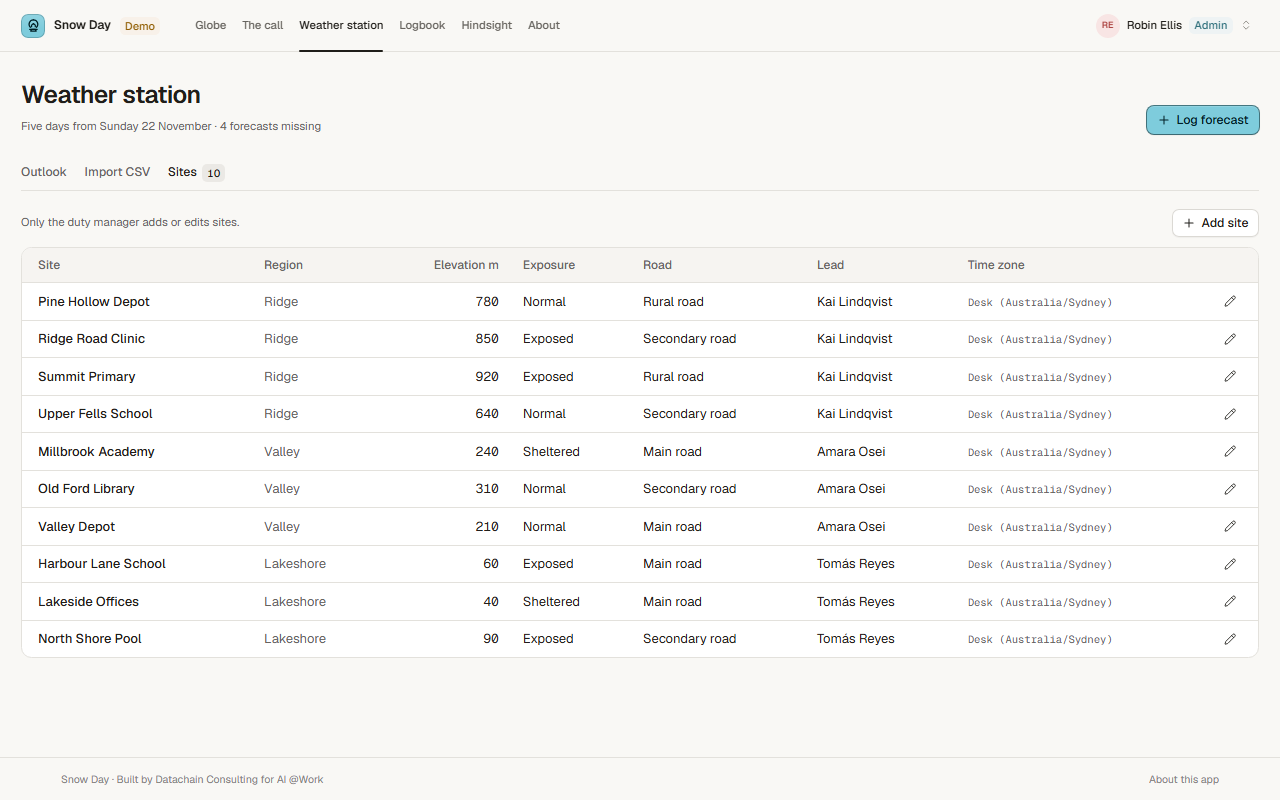 Snow Day Demo Globe The call Weather station Logbook Hindsight About RE Robin Ellis Admin
Weather station
Five days from Sunday 22 November · 4 forecasts missing
Log forecast
Outlook Import CSV Sites 10
Only the duty manager adds or edits sites.
Add site
Site Region Elevation m Exposure Road Lead Time zone
Pine Hollow Depot Ridge 780 Normal Rural road Kai Lindqvist Desk (Australia/Sydney)
Ridge Road Clinic Ridge 850 Exposed Secondary road Kai Lindqvist Desk (Australia/Sydney)
Summit Primary Ridge 920 Exposed Rural road Kai Lindqvist Desk (Australia/Sydney)
Upper Fells School Ridge 640 Normal Secondary road Kai Lindqvist Desk (Australia/Sydney)
Millbrook Academy Valley 240 Sheltered Main road Amara Osei Desk (Australia/Sydney)
Old Ford Library Valley 310 Normal Secondary road Amara Osei Desk (Australia/Sydney)
Valley Depot Valley 210 Normal Main road Amara Osei Desk (Australia/Sydney)
Harbour Lane School Lakeshore 60 Exposed Main road Tomás Reyes Desk (Australia/Sydney)
Lakeside Offices Lakeshore 40 Sheltered Main road Tomás Reyes Desk (Australia/Sydney)
North Shore Pool Lakeshore 90 Exposed Secondary road Tomás Reyes Desk (Australia/Sydney)
Snow Day · Built by Datachain Consulting for AI @Work About this app